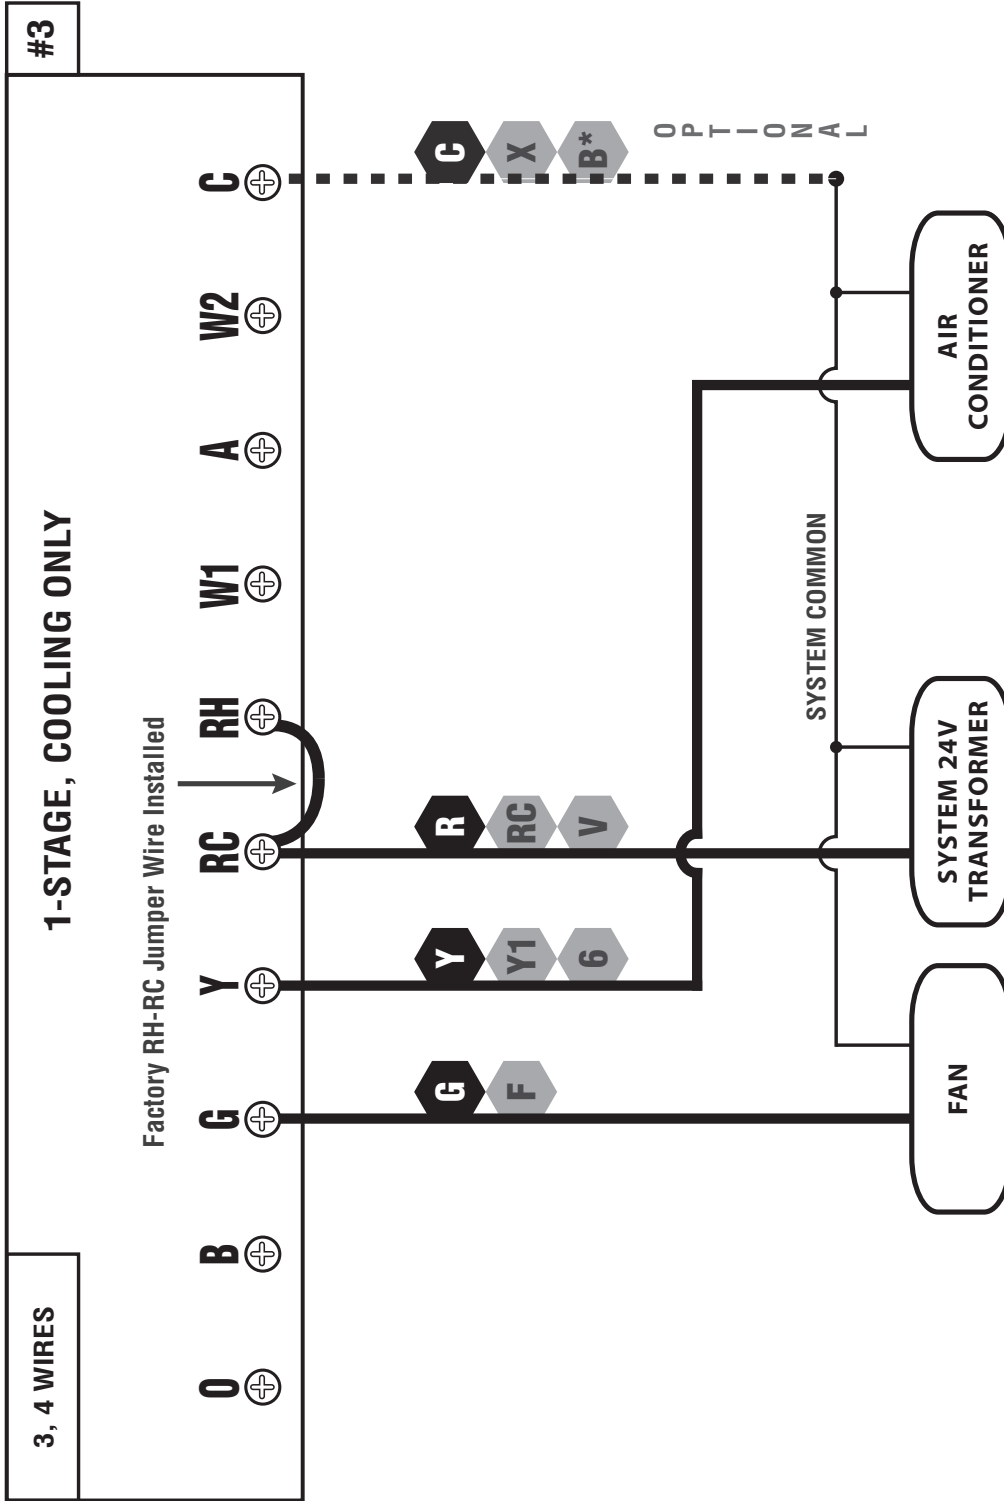 3, 4 WIRES
1-STAGE, COOLING ONLY
#3
Factory RH-RC Jumper Wire Installed
O B G Y RC RH W1 A W2 C
G Y R C
F Y1 RC X
6 V B*
OPTIONAL
SYSTEM COMMON
FAN
SYSTEM 24V
TRANSFORMER
AIR
CONDITIONER